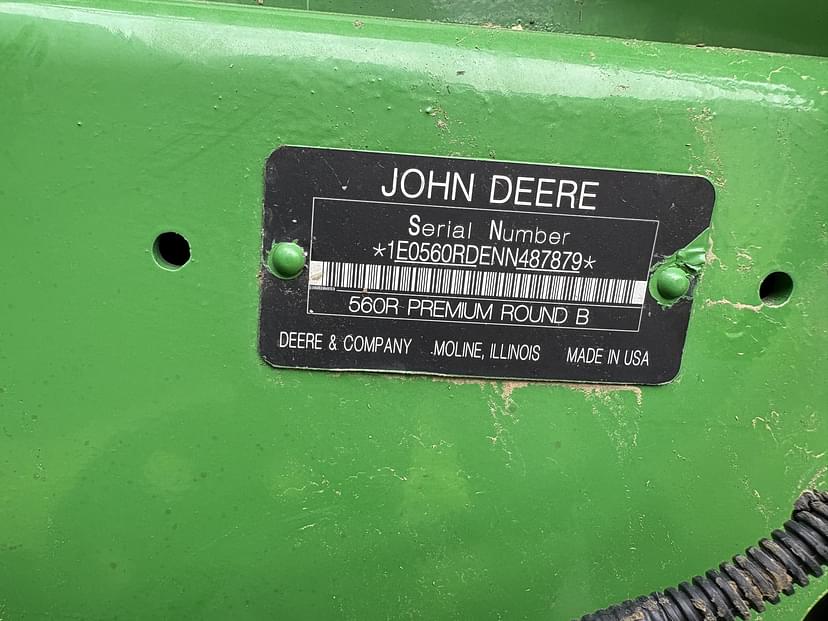 JOHN DEERE
Serial Number
*1E0560RDENN487879*
560R PREMIUM ROUND B
DEERE & COMPANY MOLINE, ILLINOIS MADE IN USA